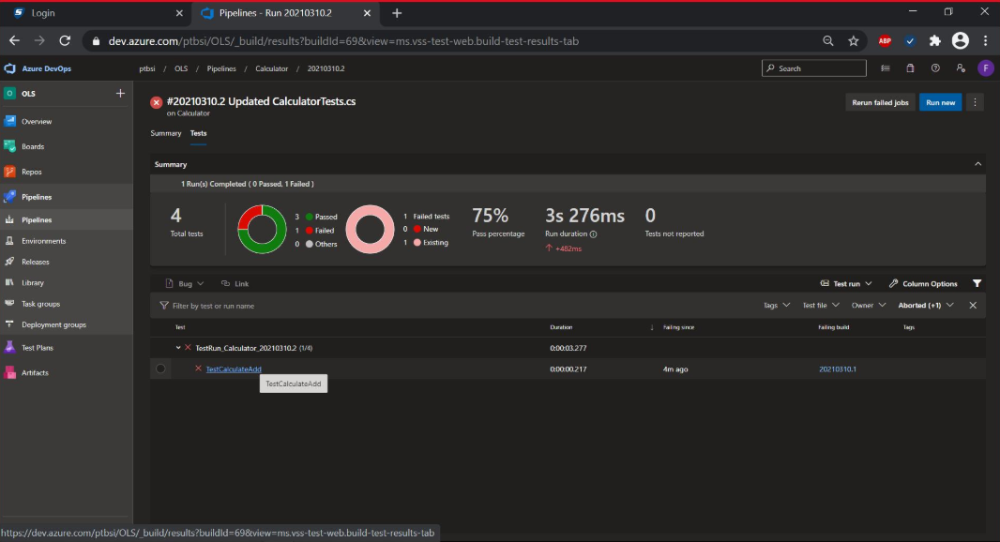 Login
Pipelines - Run 20210310.2
dev.azure.com/ptbsi/OLS/_build/results?buildId=69&view=ms.vss-test-web.build-test-results-tab
ABP
Azure DevOps
ptbsi / OLS / Pipelines / Calculator / 20210310.2
Search
F
O OLS
#20210310.2 Updated CalculatorTests.cs
on Calculator
Rerun failed jobs
Run new
Overview
Boards
Repos
Pipelines
Pipelines
Environments
Releases
Library
Task groups
Deployment groups
Test Plans
Artifacts
Summary Tests
Summary
1 Run(s) Completed ( 0 Passed, 1 Failed )
4
Total tests
3 Passed
1 Failed
0 Others
1 Failed tests
0 New
1 Existing
75%
Pass percentage
3s 276ms
Run duration
+482ms
0
Tests not reported
Bug Link
Test run Column Options
Filter by test or run name
Tags Test file Owner Aborted (+1)
Test Duration Failing since Failing build Tags
TestRun_Calculator_20210310.2 (1/4) 0:00:03.277
TestCalculateAdd 0:00:00.217 4m ago 20210310.1
TestCalculateAdd
https://dev.azure.com/ptbsi/OLS/_build/results?buildId=69&view=ms.vss-test-web.build-test-results-tab